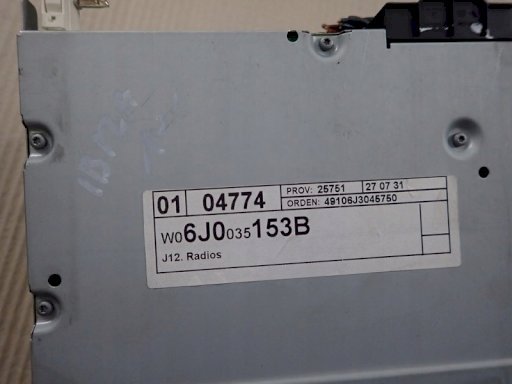 01 04774 PROV: 25751 27 07 31
ORDEN: 49106J3045750
W06J0035153B
J12. Radios